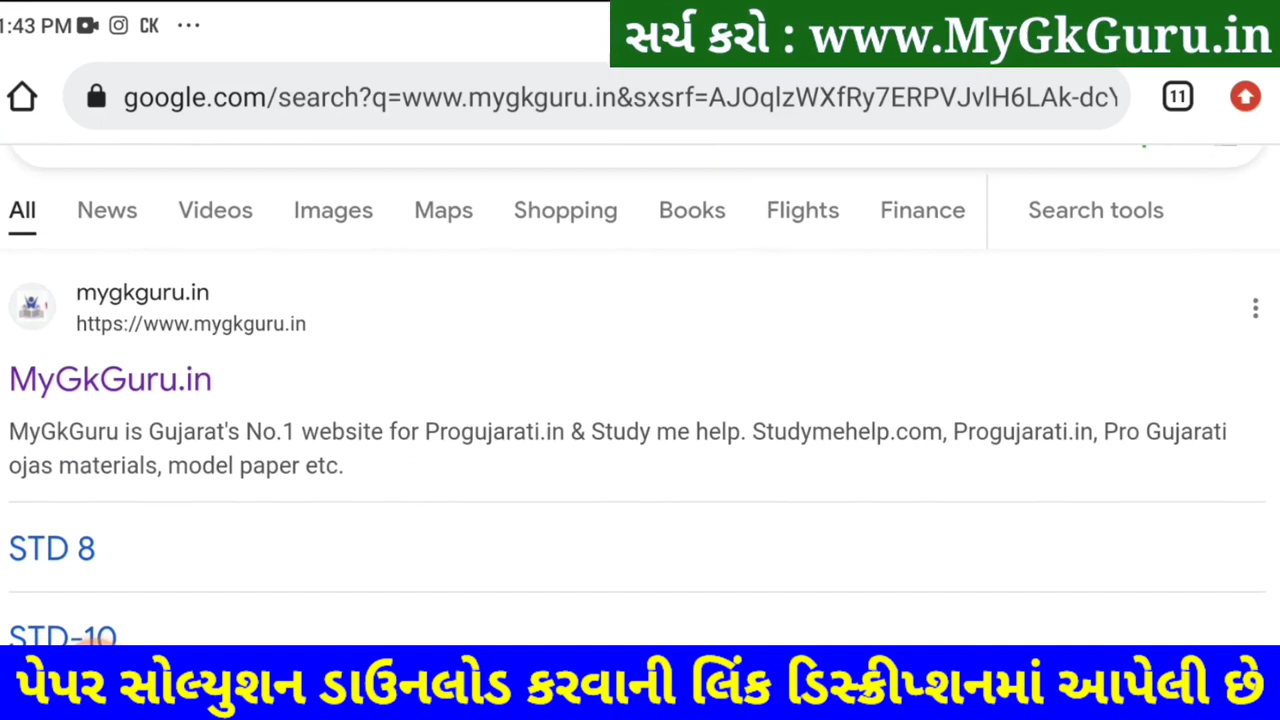 1:43 PM CK ...
સર્ચ કરો : www.MyGkGuru.in
google.com/search?q=www.mygkguru.in&sxsrf=AJOqlzWXfRy7ERPVJvlH6LAk-dcY
11
All News Videos Images Maps Shopping Books Flights Finance Search tools
mygkguru.in
https://www.mygkguru.in
MyGkGuru.in
MyGkGuru is Gujarat's No.1 website for Progujarati.in & Study me help. Studymehelp.com, Progujarati.in, Pro Gujarati
ojas materials, model paper etc.
STD 8
STD-10
પેપર સોલ્યુશન ડાઉનલોડ કરવાની લિંક ડિસ્ક્રીપ્શનમાં આપેલી છે